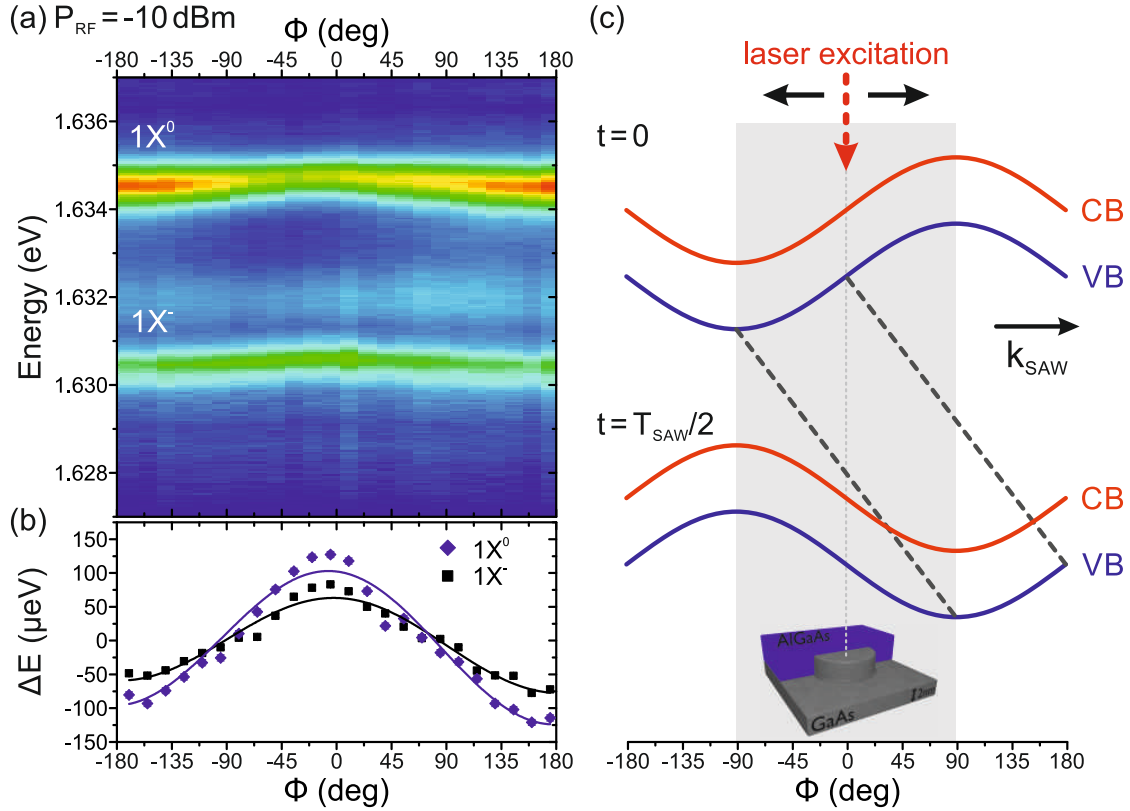 (a) P_RF = -10 dBm
Φ (deg)
-180 -135 -90 -45 0 45 90 135 180
1.636
1.634
1.632
1.630
1.628
Energy (eV)
1X⁰
1X⁻
(b)
150
100
50
0
-50
-100
-150
ΔE (µeV)
1X⁰
1X⁻
-180 -135 -90 -45 0 45 90 135 180
Φ (deg)
(c)
laser excitation
t = 0
CB
VB
k_SAW
t = T_SAW/2
CB
VB
AlGaAs
GaAs
-180 -135 -90 -45 0 45 90 135 180
Φ (deg)